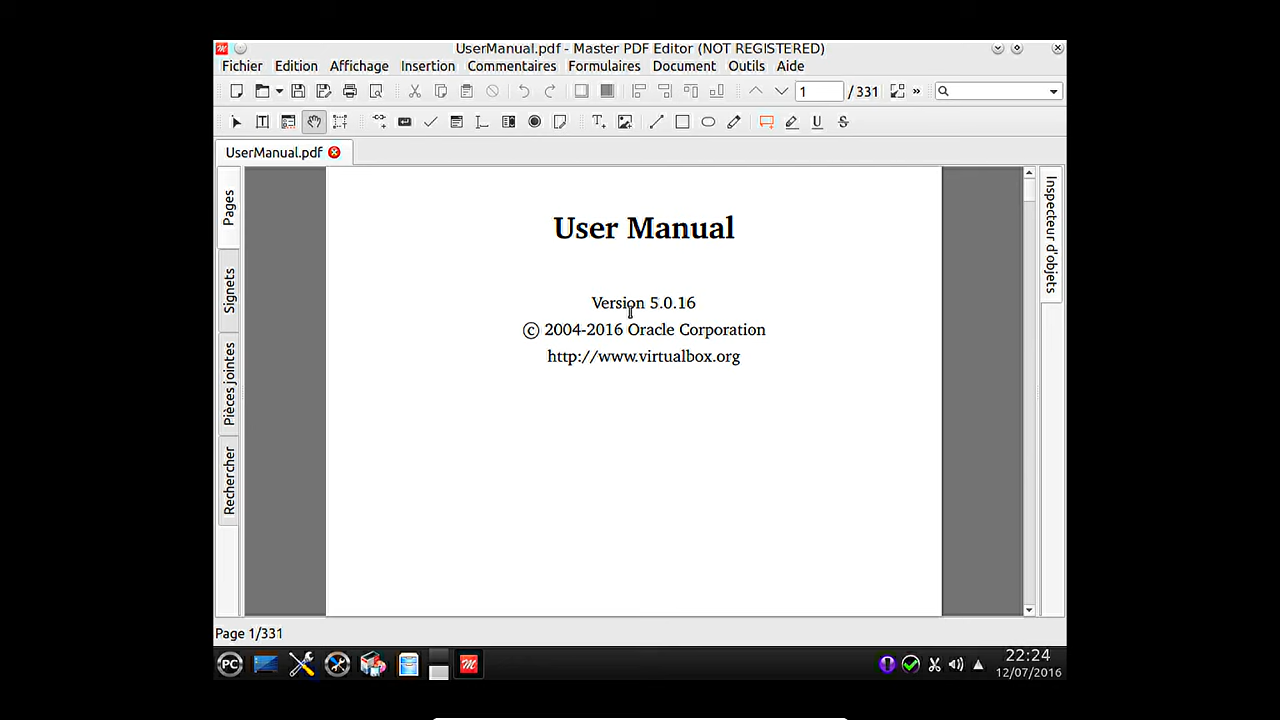 UserManual.pdf - Master PDF Editor (NOT REGISTERED)
Fichier Edition Affichage Insertion Commentaires Formulaires Document Outils Aide
1 / 331 »
UserManual.pdf
Pages
Signets
Pièces jointes
Rechercher
Inspecteur d'objets
User Manual
Version 5.0.16
© 2004-2016 Oracle Corporation
http://www.virtualbox.org
Page 1/331
PC
22:24
12/07/2016